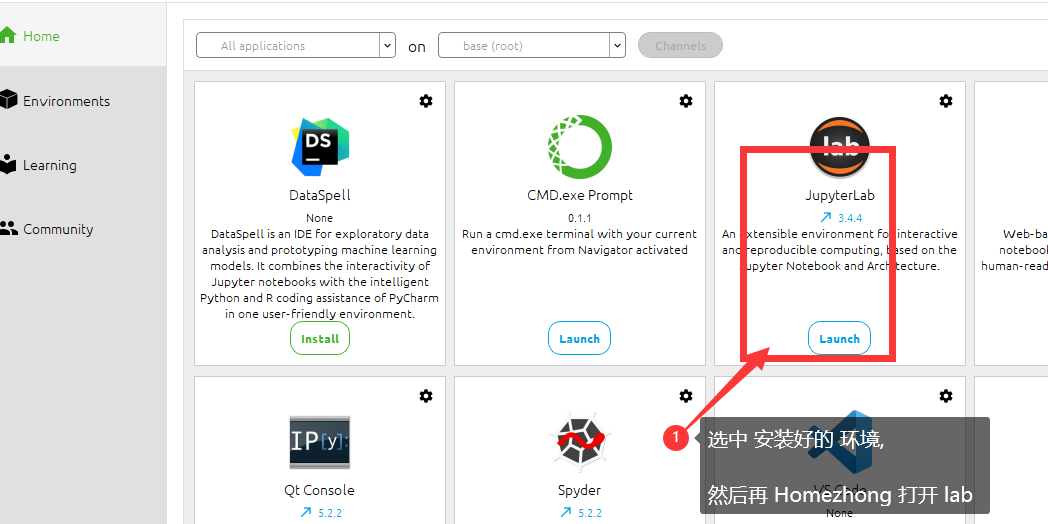 Home
Environments
Learning
Community
All applications
on
base (root)
Channels
DS
DataSpell
None
DataSpell is an IDE for exploratory data
analysis and prototyping machine learning
models. It combines the interactivity of
Jupyter notebooks with the intelligent
Python and R coding assistance of PyCharm
in one user-friendly environment.
Install
CMD.exe Prompt
0.1.1
Run a cmd.exe terminal with your current
environment from Navigator activated
Launch
lab
JupyterLab
3.4.4
An extensible environment for interactive
and reproducible computing, based on the
Jupyter Notebook and Architecture.
Launch
Web-ba
notebook
human-read
IP[y]:
Qt Console
5.2.2
Spyder
5.2.2
VS Code
None
1
选中 安装好的 环境,
然后再 Homezhong 打开 lab